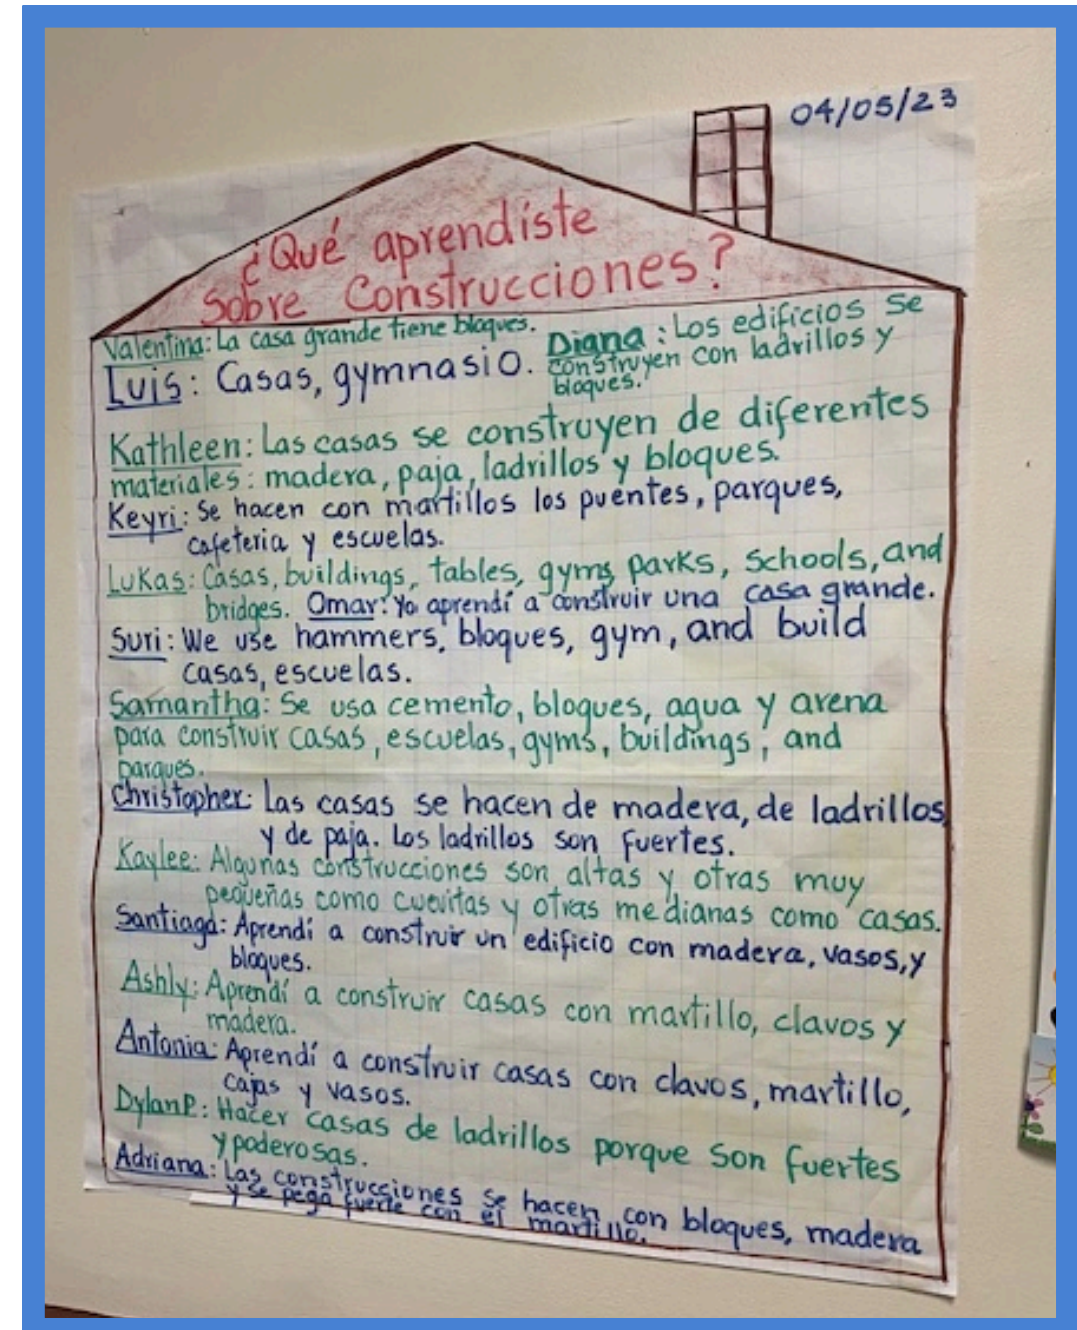 04/05/23
¿Qué aprendiste
Sobre Construcciones?
Valentina: La casa grande tiene bloques.
Diana: Los edificios se
construyen con ladrillos y
bloques.
Luis: Casas, gymnasio.
Kathleen: Las casas se construyen de diferentes
materiales: madera, paja, ladrillos y bloques.
Keyri: Se hacen con martillos los puentes, parques,
cafeteria y escuelas.
Lukas: Casas, buildings, tables, gyms, parks, schools, and
bridges. Omar: Yo aprendí a construir una casa grande.
Suri: We use hammers, bloques, gym, and build
casas, escuelas.
Samantha: Se usa cemento, bloques, agua y arena
para construir casas, escuelas, gyms, buildings, and
parques.
Christopher: Las casas se hacen de madera, de ladrillos,
y de paja. Los ladrillos son fuertes.
Kaylee: Algunas construcciones son altas y otras muy
pequeñas como cuevitas y otras medianas como casas.
Santiago: Aprendí a construir un edificio con madera, vasos, y
bloques.
Ashly: Aprendí a construir casas con martillo, clavos y
madera.
Antonia: Aprendí a construir casas con clavos, martillo,
cajas y vasos.
Dylan P.: Hacer casas de ladrillos porque son fuertes
y poderosas.
Adriana: Las construcciones se hacen con bloques, madera
y se pega fuerte con el martillo.